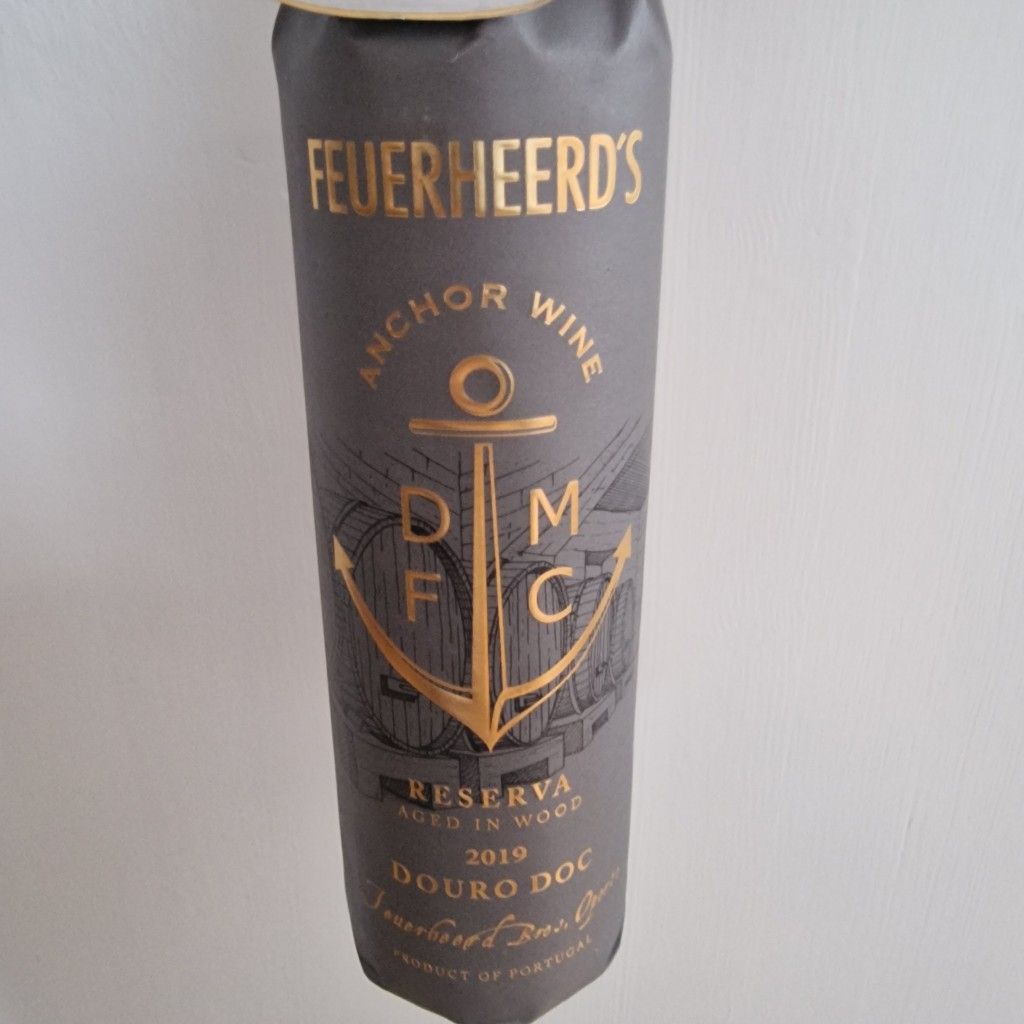 FEUERHEERD'S
ANCHOR WINE
D M
F C
RESERVA
AGED IN WOOD
2019
DOURO DOC
Feuerheerd Bros. Oporto
PRODUCT OF PORTUGAL